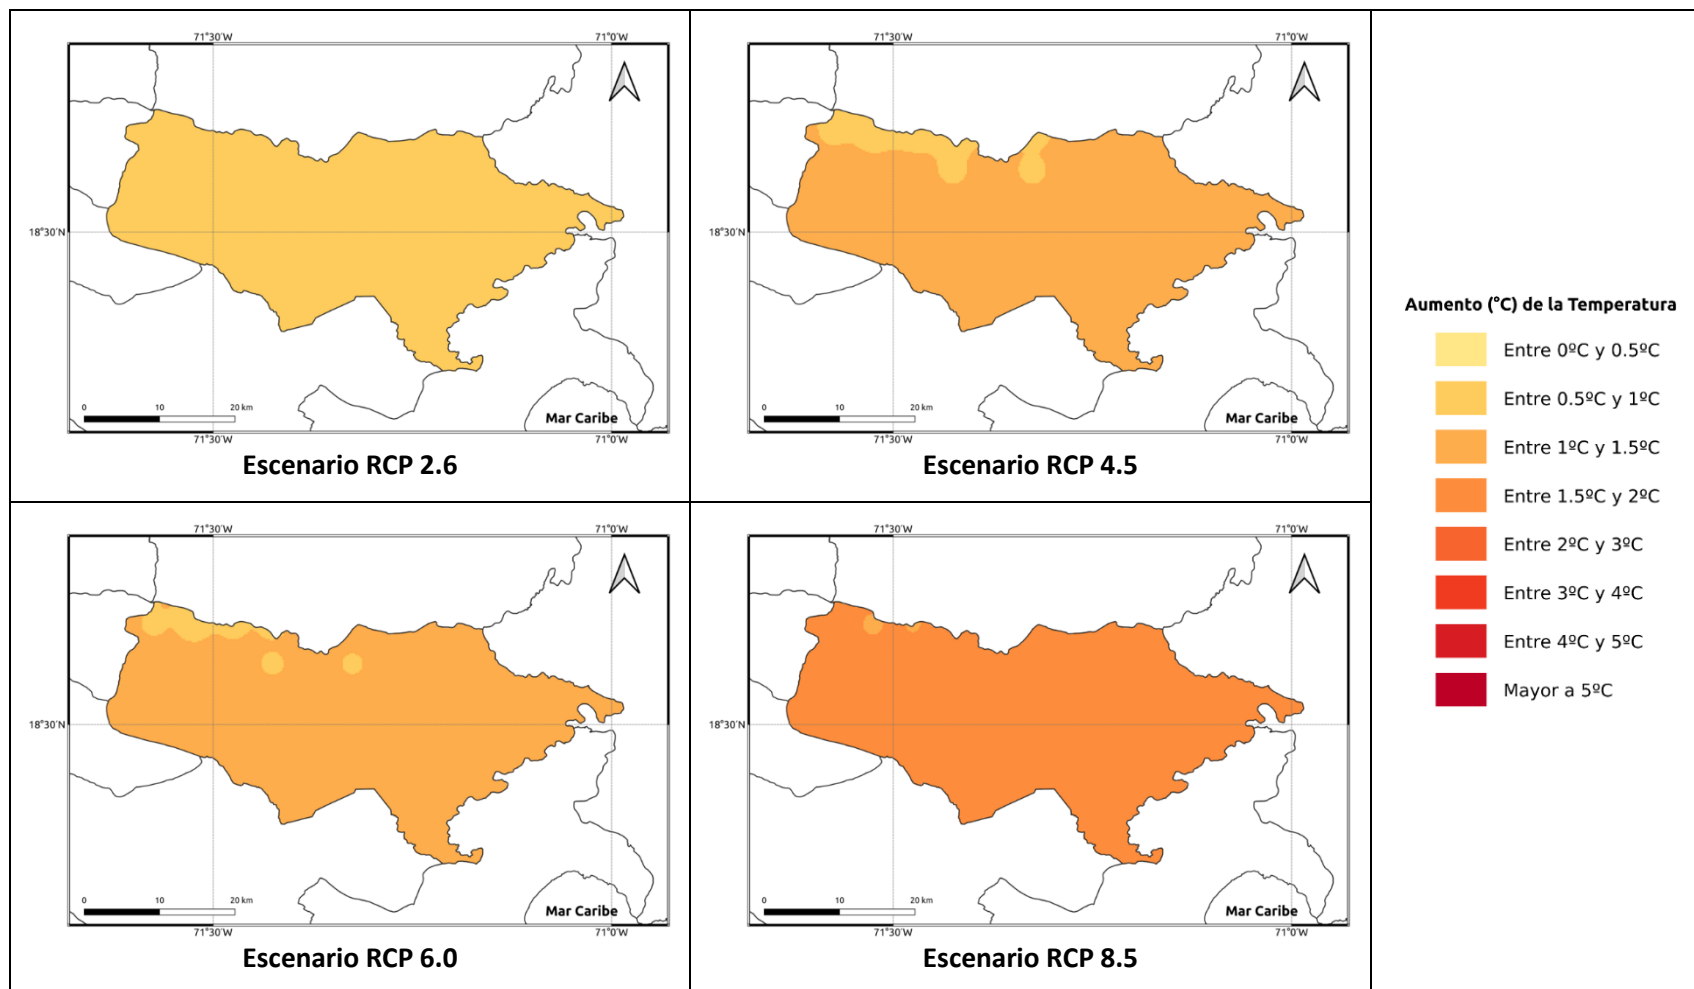 71°30'W
71°0'W
18°30'N
0
10
20 km
Mar Caribe
71°30'W
71°0'W
Escenario RCP 2.6
71°30'W
71°0'W
18°30'N
0
10
20 km
Mar Caribe
71°30'W
71°0'W
Escenario RCP 4.5
71°30'W
71°0'W
18°30'N
0
10
20 km
Mar Caribe
71°30'W
71°0'W
Escenario RCP 6.0
71°30'W
71°0'W
18°30'N
0
10
20 km
Mar Caribe
71°30'W
71°0'W
Escenario RCP 8.5
Aumento (°C) de la Temperatura
Entre 0ºC y 0.5ºC
Entre 0.5ºC y 1ºC
Entre 1ºC y 1.5ºC
Entre 1.5ºC y 2ºC
Entre 2ºC y 3ºC
Entre 3ºC y 4ºC
Entre 4ºC y 5ºC
Mayor a 5ºC